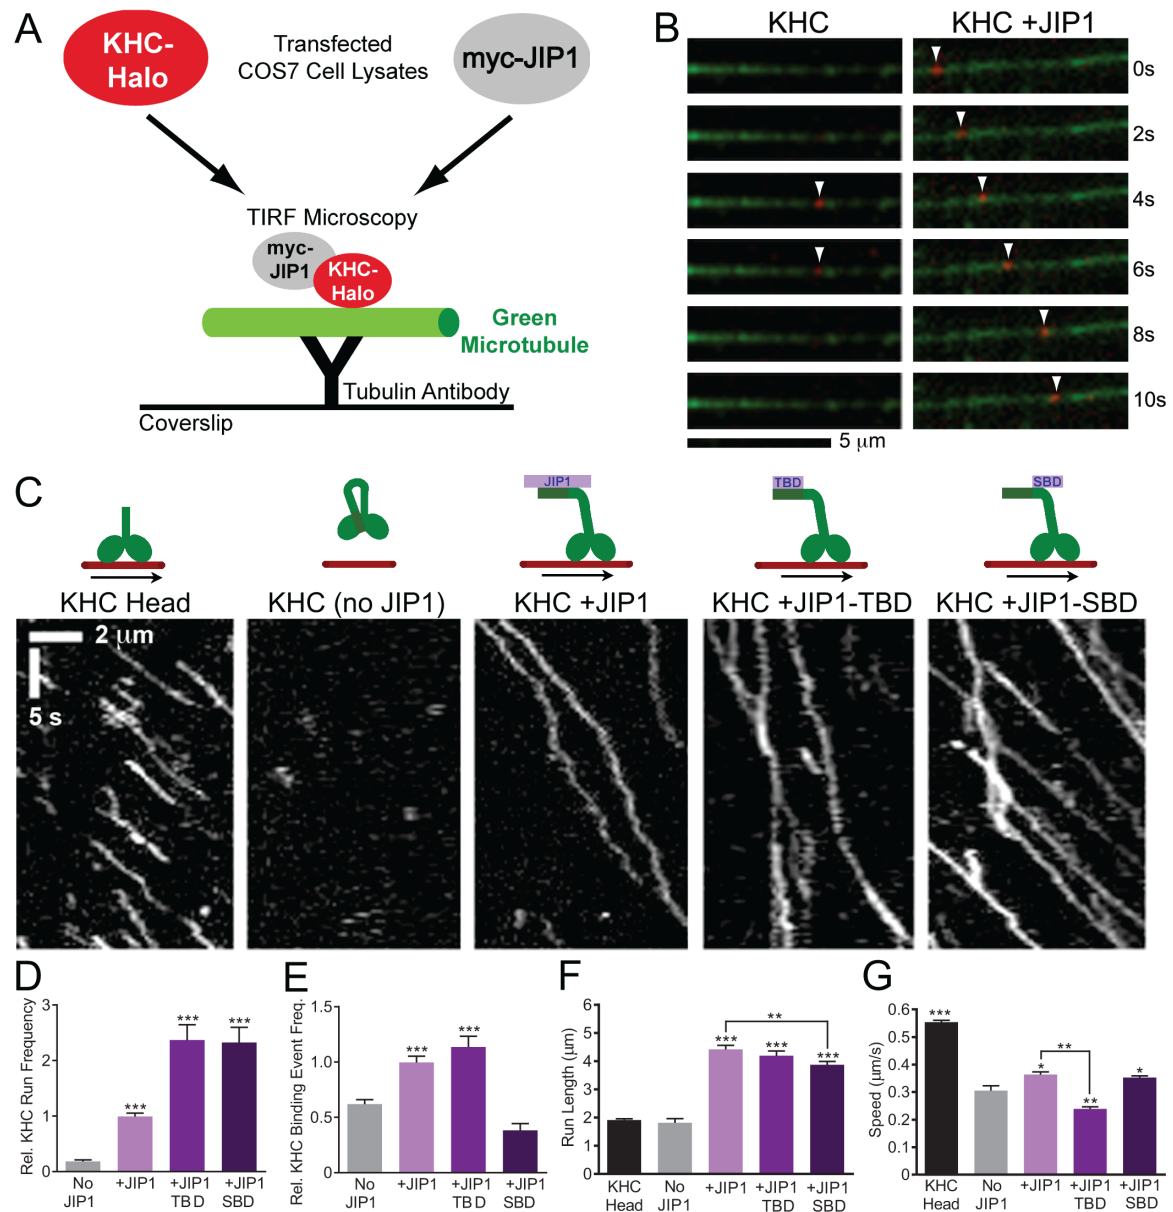 A
KHC-
Halo
Transfected
COS7 Cell Lysates
myc-JIP1
TIRF Microscopy
myc-
JIP1
KHC-
Halo
Green
Microtubule
Tubulin Antibody
Coverslip
B
KHC
KHC +JIP1
0s
2s
4s
6s
8s
10s
5 μm
C
JIP1
TBD
SBD
KHC Head
KHC (no JIP1)
KHC +JIP1
KHC +JIP1-TBD
KHC +JIP1-SBD
2 μm
5 s
D
Rel. KHC Run Frequency
3
2
1
0
***
***
***
No
JIP1
+JIP1
+JIP1
TBD
+JIP1
SBD
E
Rel. KHC Binding Event Freq.
1.5
1.0
0.5
0
***
***
No
JIP1
+JIP1
+JIP1
TBD
+JIP1
SBD
F
Run Length (μm)
6
5
4
3
2
1
0
**
***
***
***
KHC
Head
No
JIP1
+JIP1
+JIP1
TBD
+JIP1
SBD
G
Speed (μm/s)
0.6
0.5
0.4
0.3
0.2
0.1
0
***
**
*
**
*
KHC
Head
No
JIP1
+JIP1
+JIP1
TBD
+JIP1
SBD